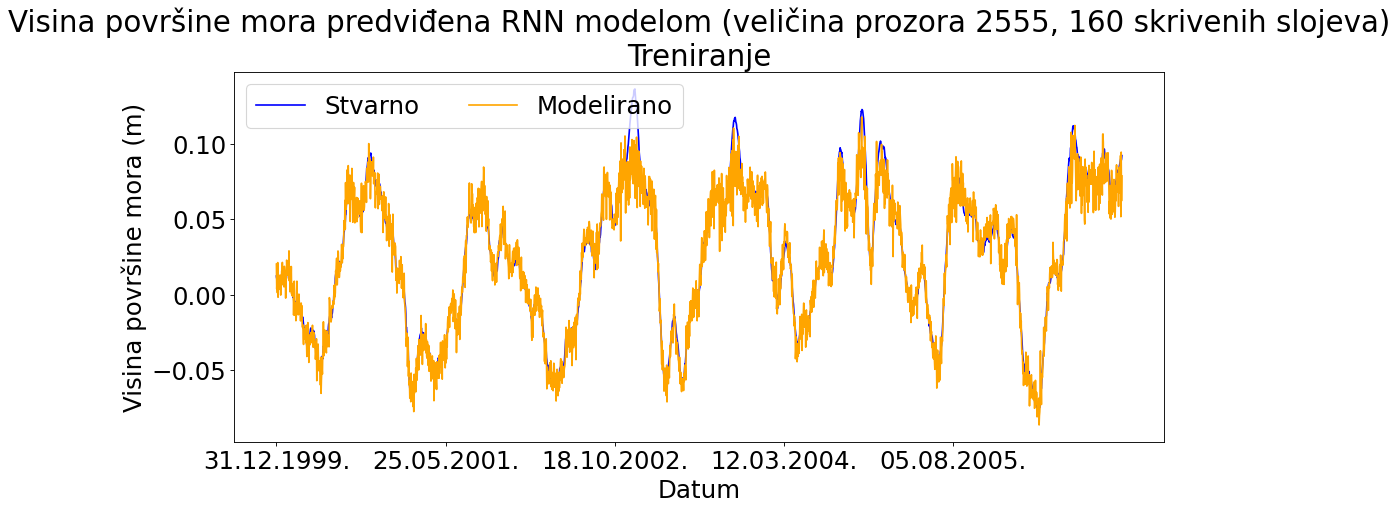 Visina površine mora predviđena RNN modelom (veličina prozora 2555, 160 skrivenih slojeva)
Treniranje
Stvarno Modelirano
Visina površine mora (m)
0.10
0.05
0.00
−0.05
31.12.1999. 25.05.2001. 18.10.2002. 12.03.2004. 05.08.2005.
Datum